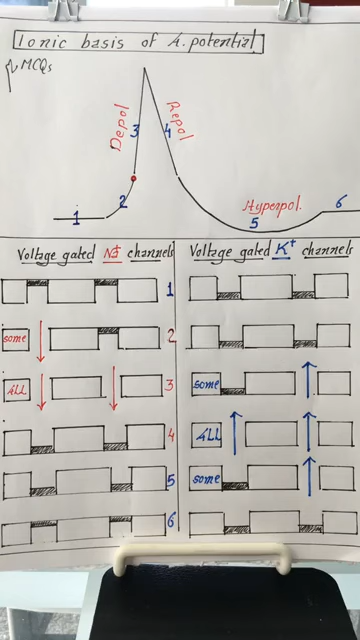 Ionic basis of A. potential
MCQs
Depol
3
Repol
4
1
2
Hyperpol.
5
6
Voltage gated Na+ channels
Voltage gated K+ channels
1
some
2
ALL
3
some
4
ALL
5
some
6